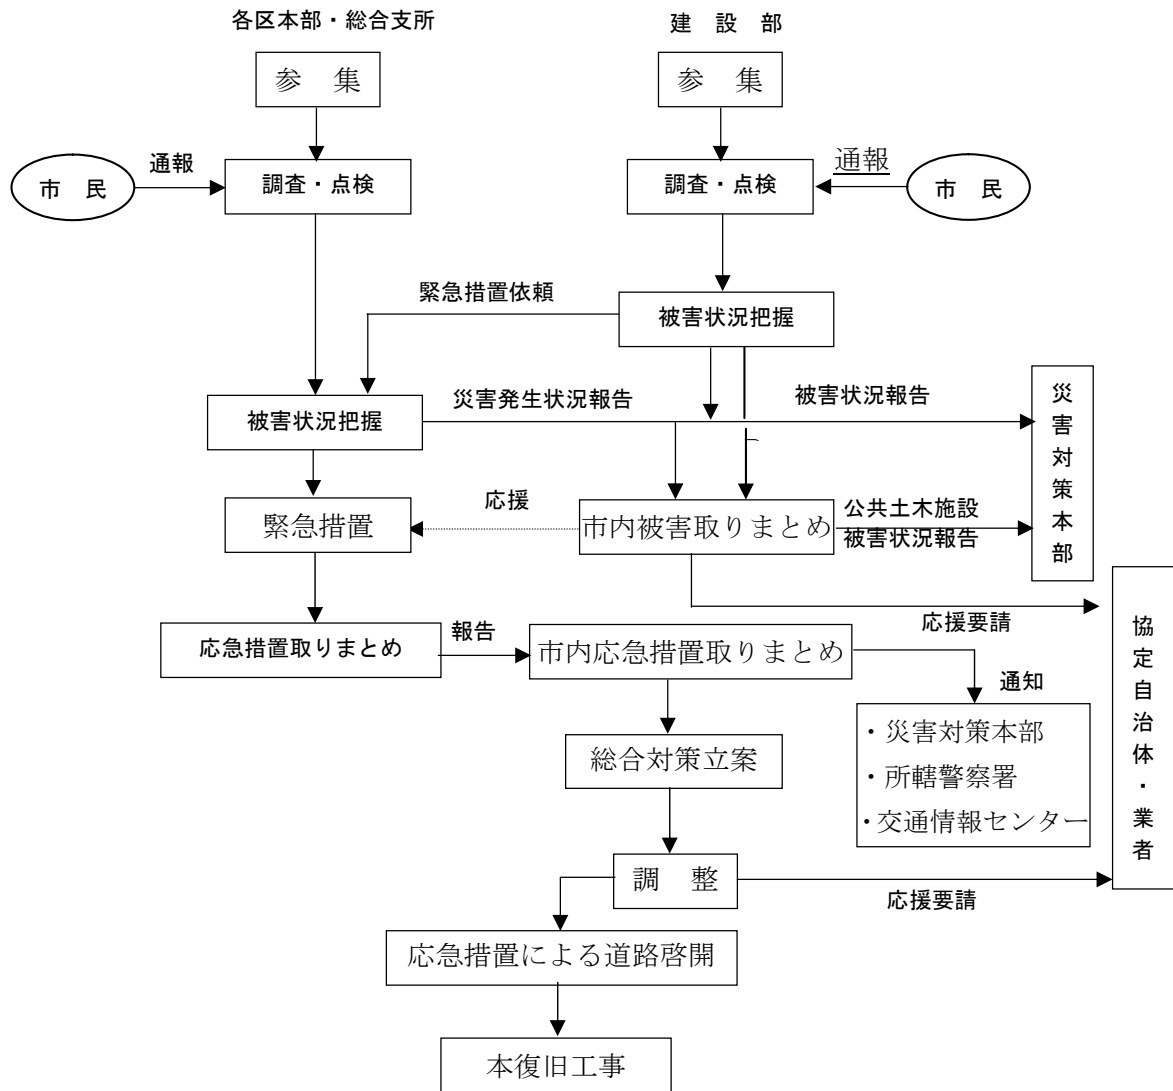 各区本部・総合支所
建　設　部
参　集
参　集
市　民
通報
調査・点検
調査・点検
通報
市　民
緊急措置依頼
被害状況把握
被害状況把握
災害発生状況報告
被害状況報告
災害対策本部
緊急措置
応援
市内被害取りまとめ
公共土木施設
被害状況報告
応援要請
協定自治体・業者
応急措置取りまとめ
報告
市内応急措置取りまとめ
通知
・災害対策本部
・所轄警察署
・交通情報センター
総合対策立案
調　整
応援要請
応急措置による道路啓開
本復旧工事